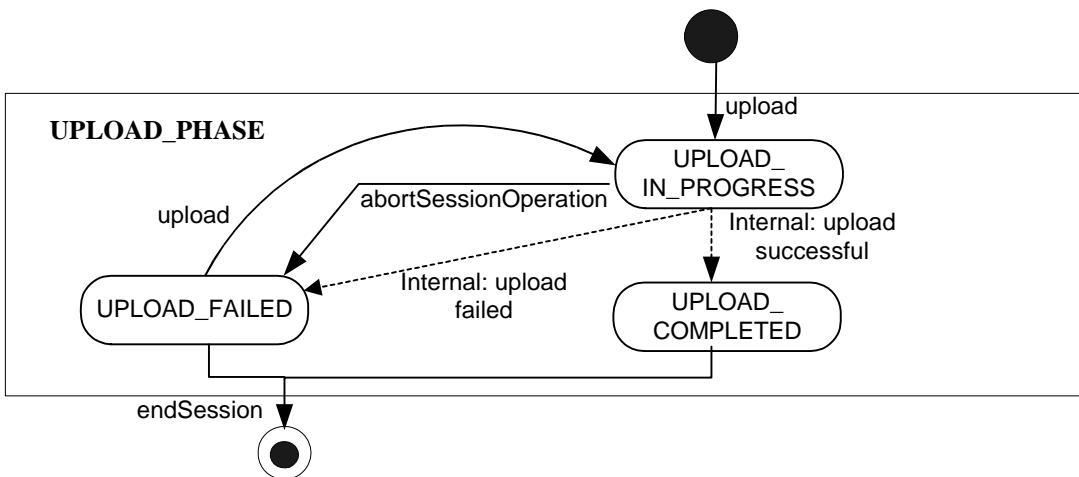 upload
UPLOAD_PHASE
UPLOAD_
IN_PROGRESS
abortSessionOperation
upload
Internal: upload
successful
Internal: upload
failed
UPLOAD_FAILED
UPLOAD_
COMPLETED
endSession